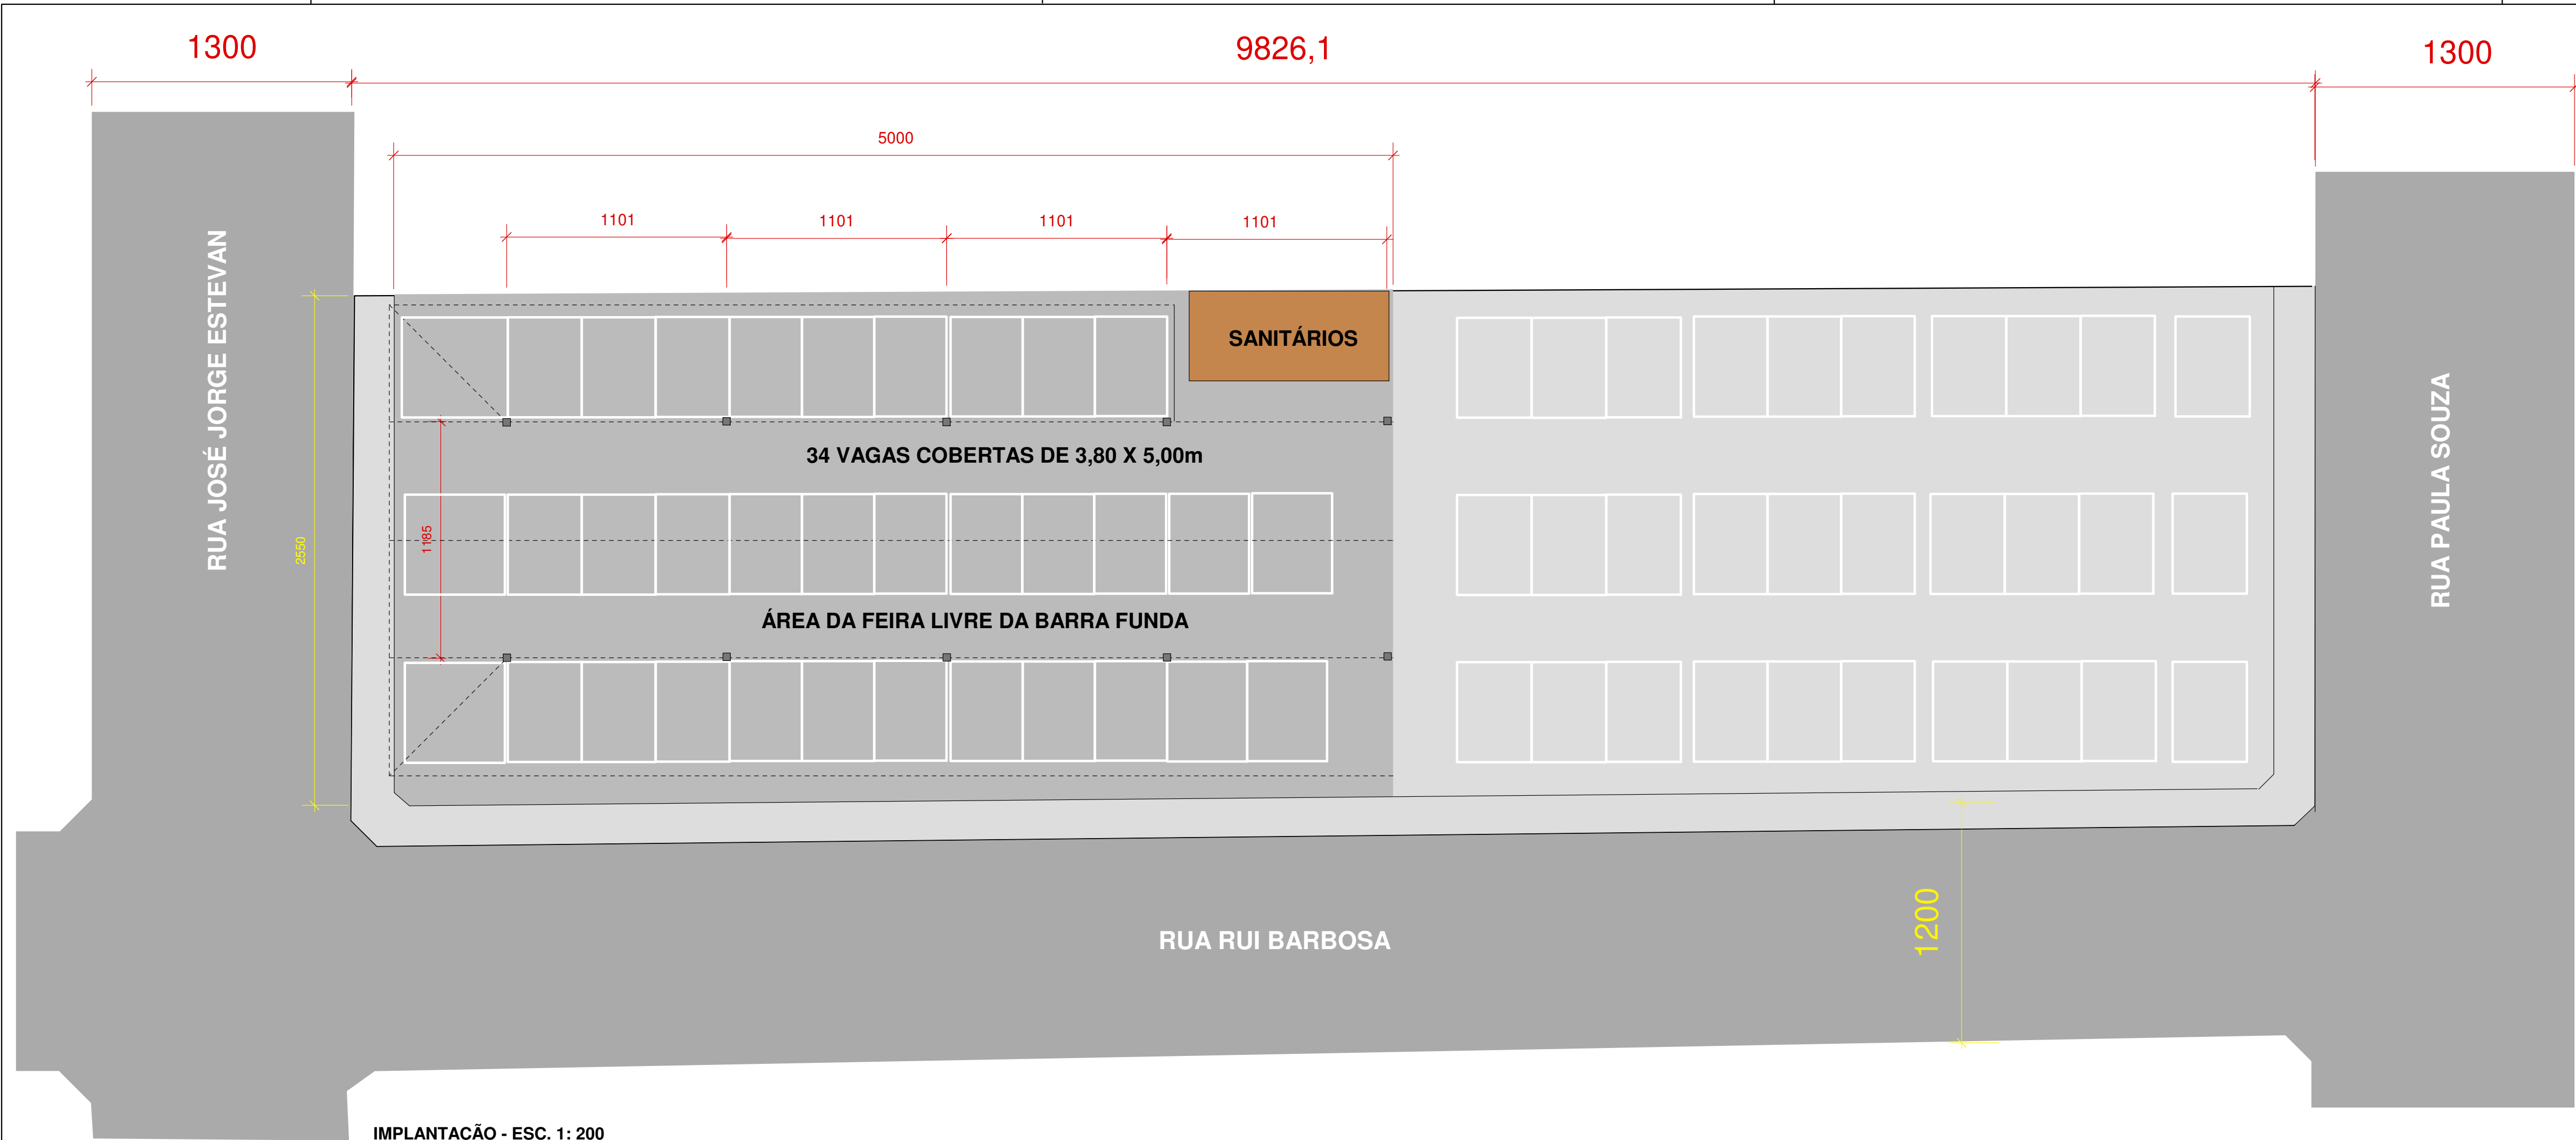 1300
9826,1
1300
5000
1101
1101
1101
1101
RUA JOSÉ JORGE ESTEVAN
SANITÁRIOS
RUA PAULA SOUZA
34 VAGAS COBERTAS DE 3,80 X 5,00m
2550
1185
ÁREA DA FEIRA LIVRE DA BARRA FUNDA
1200
RUA RUI BARBOSA
IMPLANTAÇÃO - ESC. 1: 200